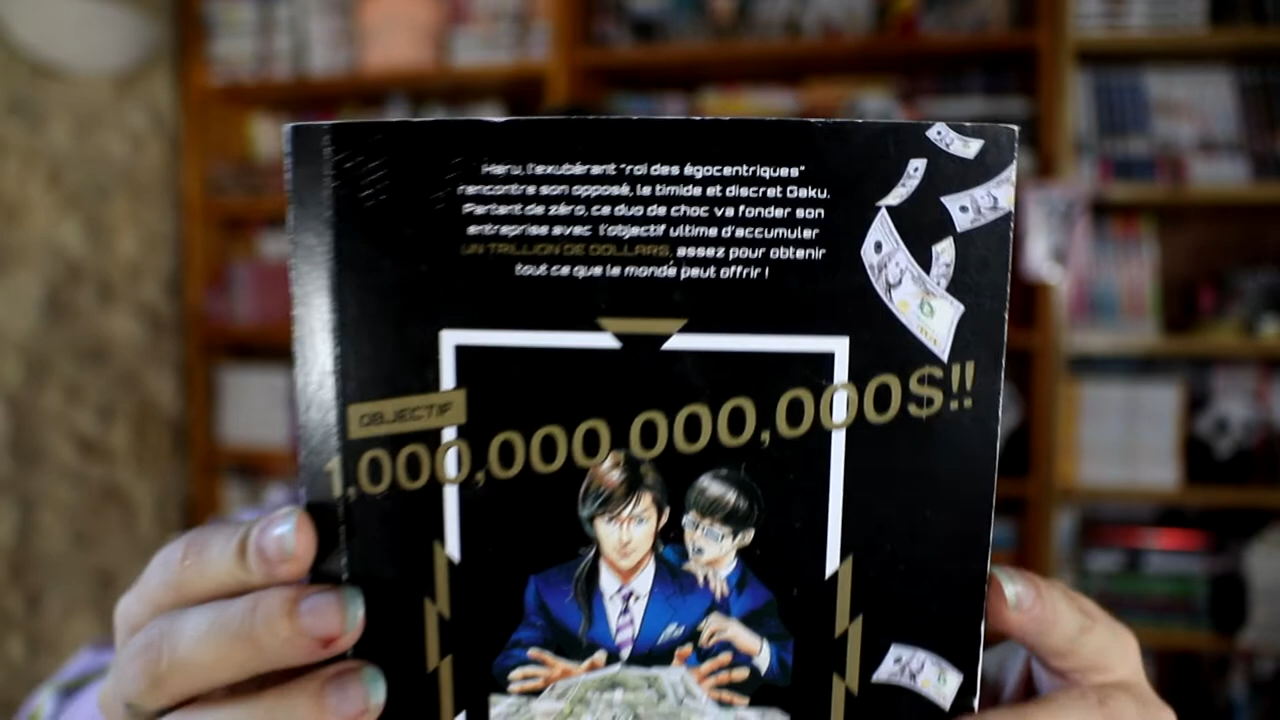 Haru, l'exubérant "roi des égocentriques"
rencontre son opposé, le timide et discret Gaku.
Partant de zéro, ce duo de choc va fonder son
entreprise avec l'objectif ultime d'accumuler
UN TRILLION DE DOLLARS, assez pour obtenir
tout ce que le monde peut offrir !
OBJECTIF
1,000,000,000,000$!!